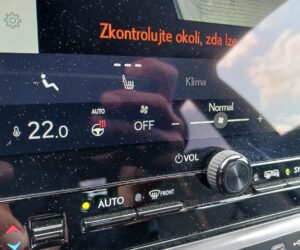 Zkontrolujte okolí, zda lze
Klima
AUTO
Normal
22.0
OFF
−
+
VOL
AUTO
FRONT